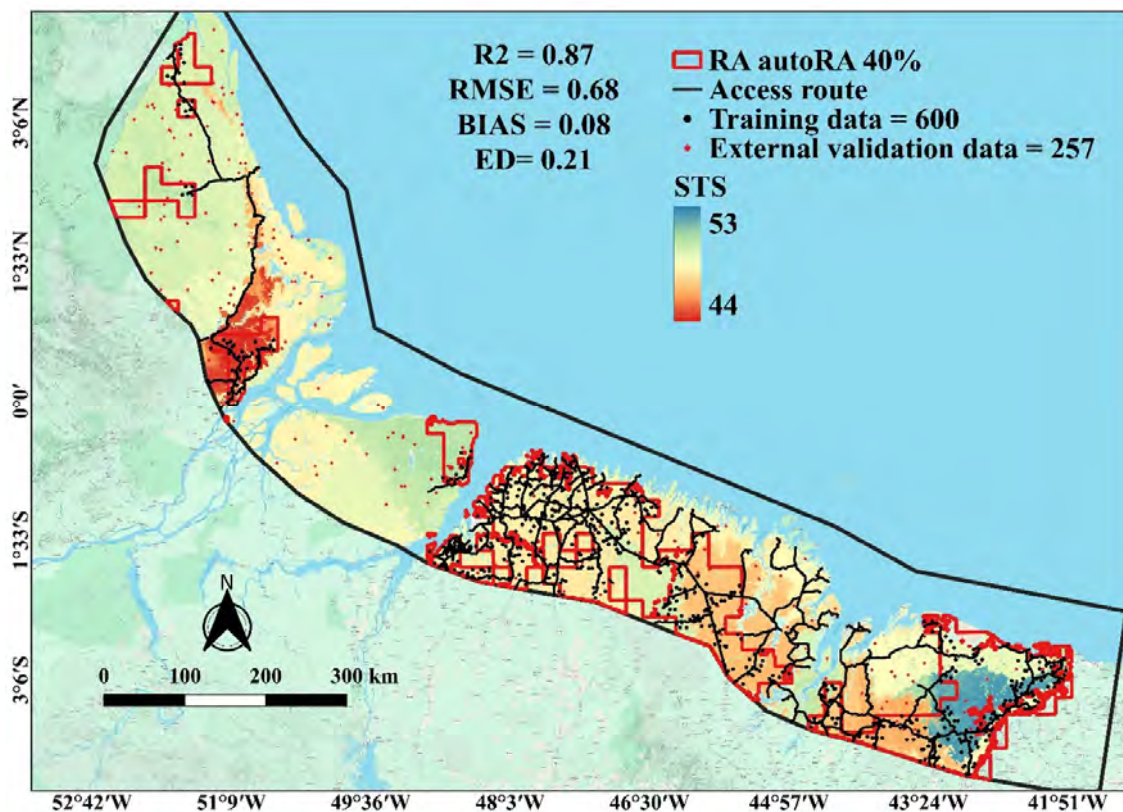 R2 = 0.87
RMSE = 0.68
BIAS = 0.08
ED= 0.21
RA autoRA 40%
Access route
Training data = 600
External validation data = 257
STS
53
44
3°6'N
1°33'N
0°0'
1°33'S
3°6'S
N
0 100 200 300 km
52°42'W 51°9'W 49°36'W 48°3'W 46°30'W 44°57'W 43°24'W 41°51'W